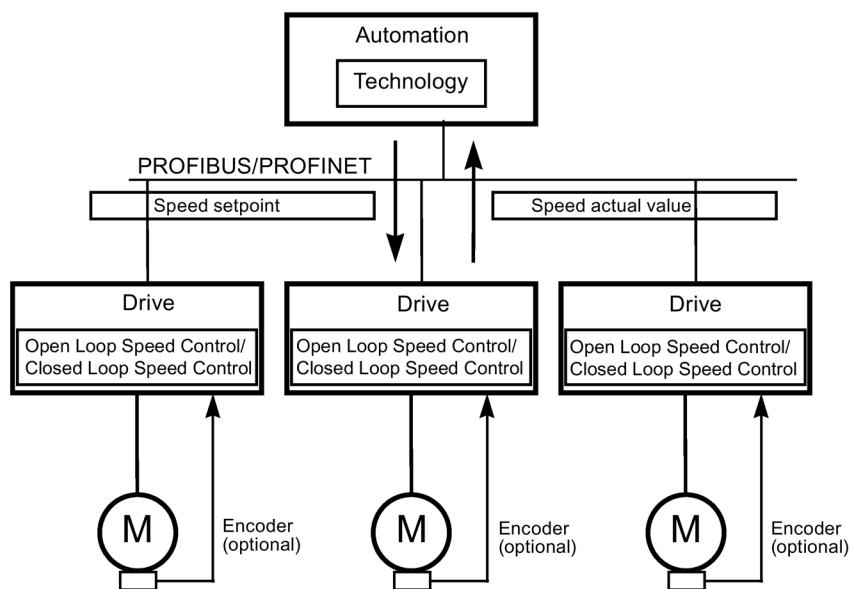 Automation
Technology
PROFIBUS/PROFINET
Speed setpoint
Speed actual value
Drive
Open Loop Speed Control/
Closed Loop Speed Control
Drive
Open Loop Speed Control/
Closed Loop Speed Control
Drive
Open Loop Speed Control/
Closed Loop Speed Control
M
Encoder
(optional)
M
Encoder
(optional)
M
Encoder
(optional)